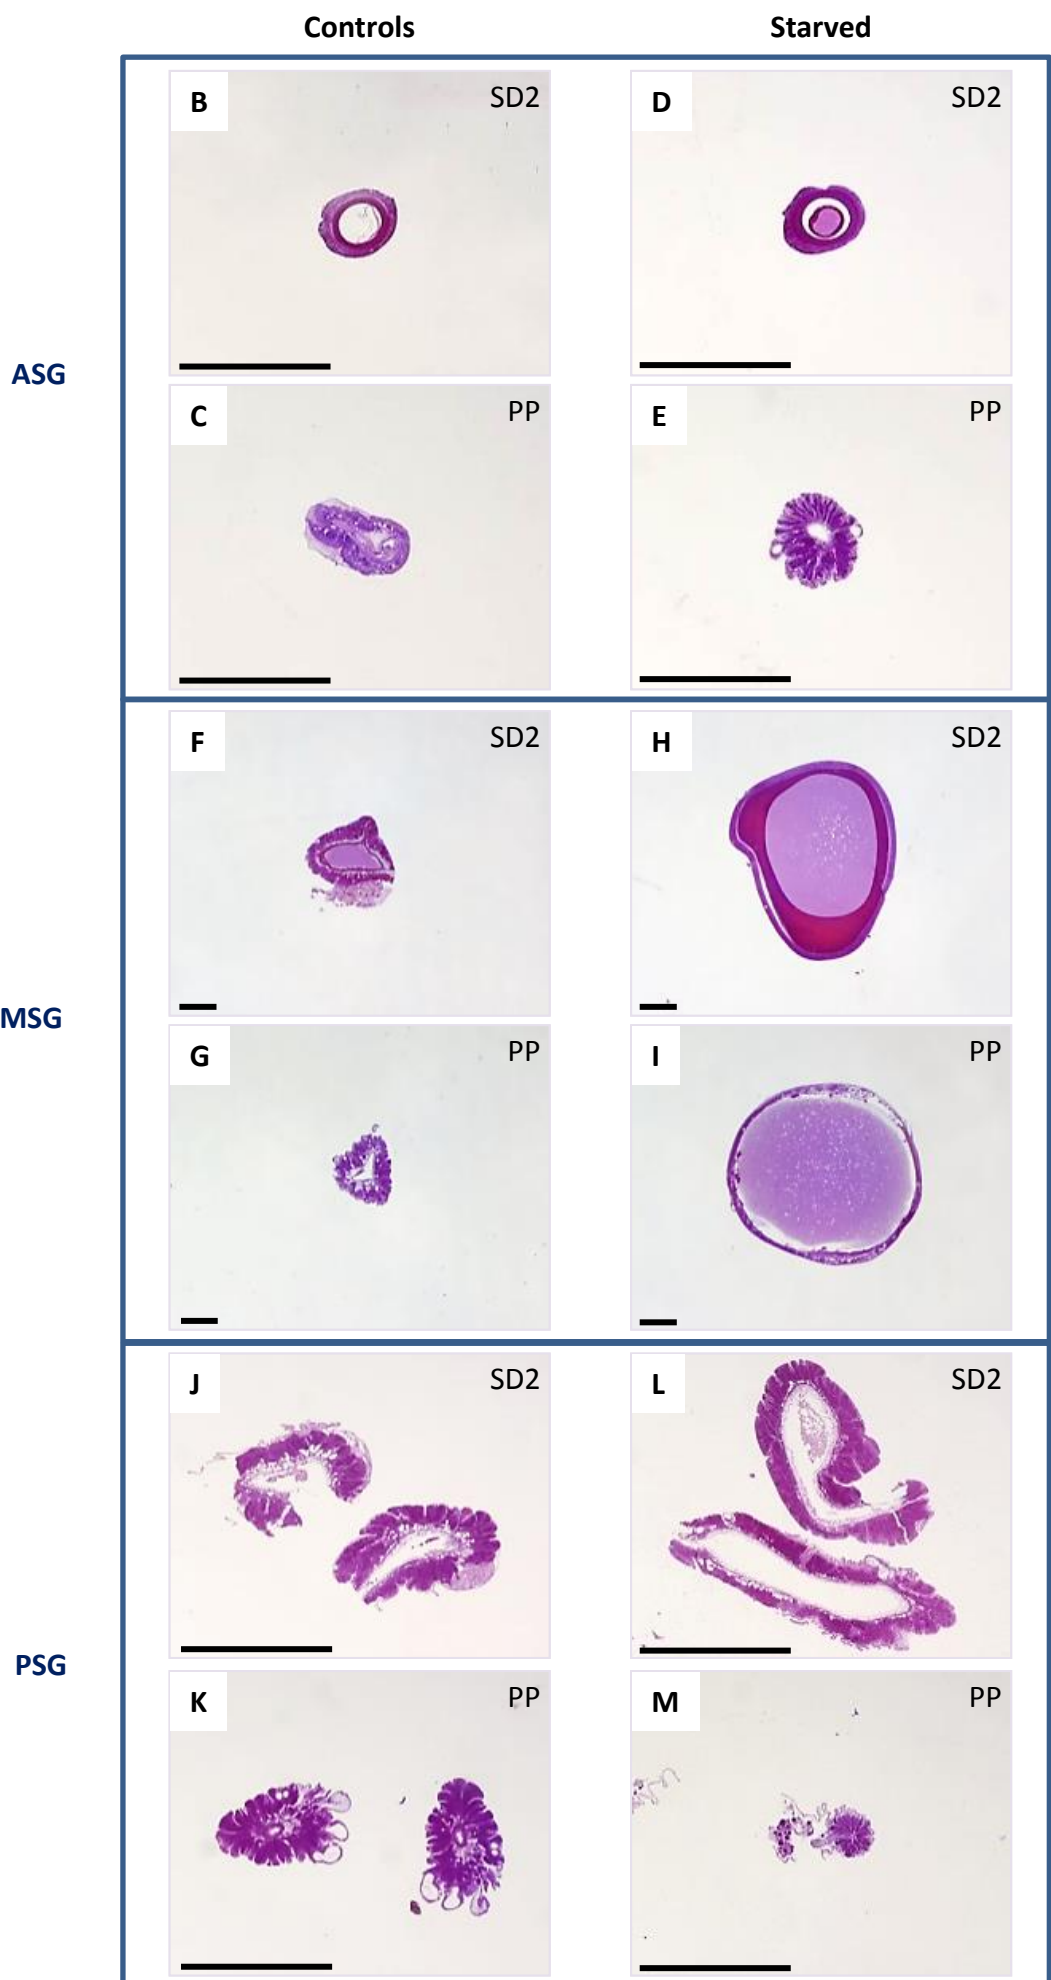 Controls Starved
ASG
B SD2
D SD2
C PP
E PP
MSG
F SD2
H SD2
G PP
I PP
PSG
J SD2
L SD2
K PP
M PP